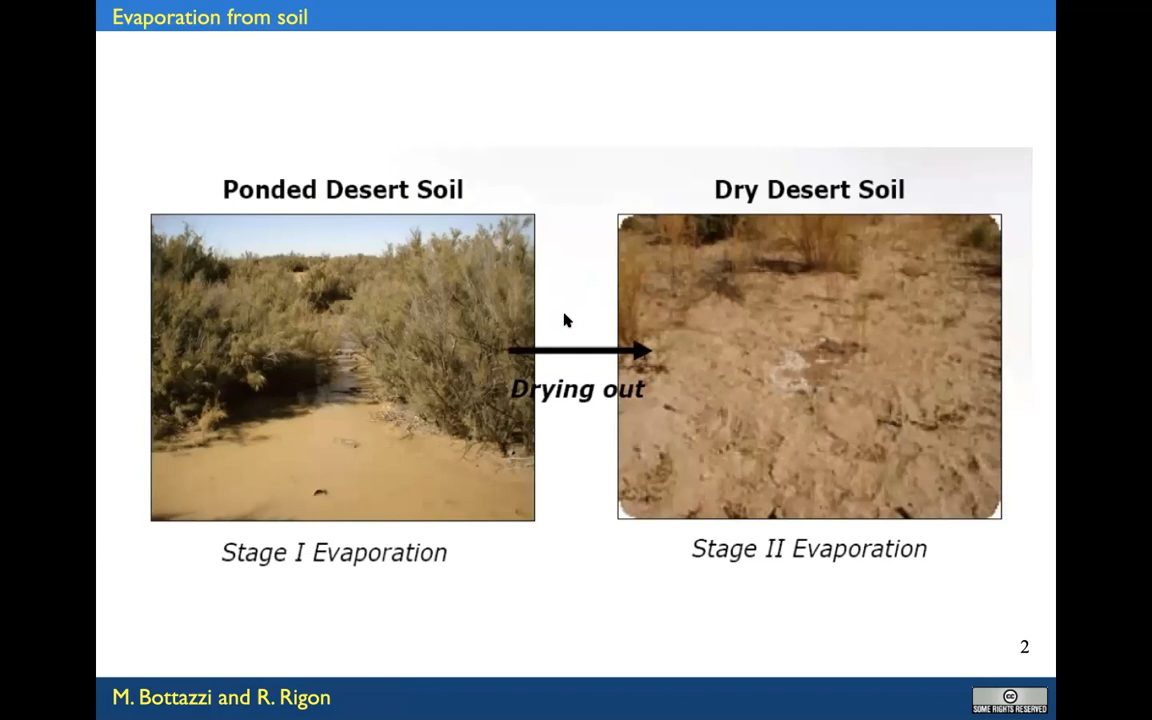 Evaporation from soil
Ponded Desert Soil
Dry Desert Soil
Drying out
Stage I Evaporation
Stage II Evaporation
2
M. Bottazzi and R. Rigon
cc
SOME RIGHTS RESERVED